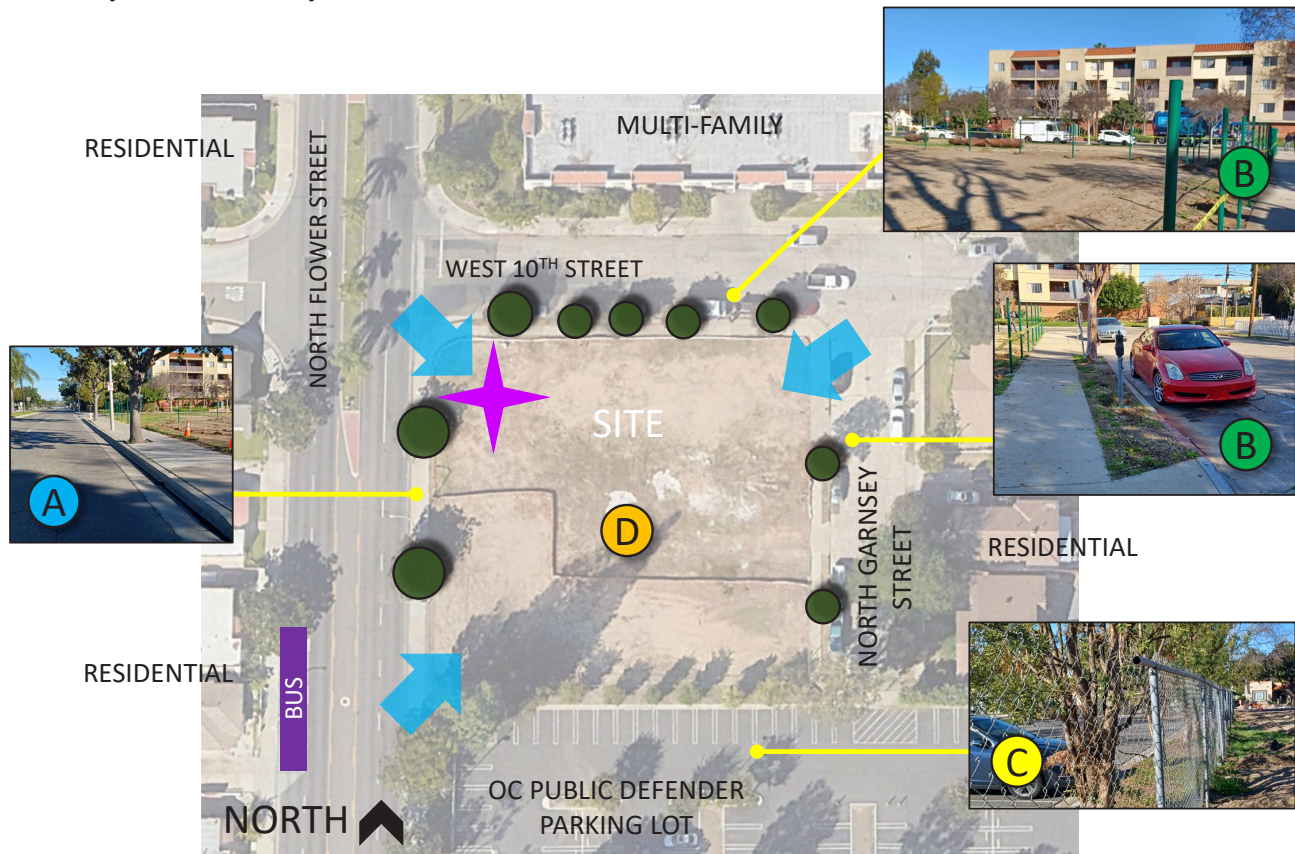 MULTI-FAMILY
RESIDENTIAL
B
NORTH FLOWER STREET
WEST 10TH STREET
SITE
A
B
D
RESIDENTIAL
NORTH GARNSEY
STREET
RESIDENTIAL
BUS
C
OC PUBLIC DEFENDER
PARKING LOT
NORTH